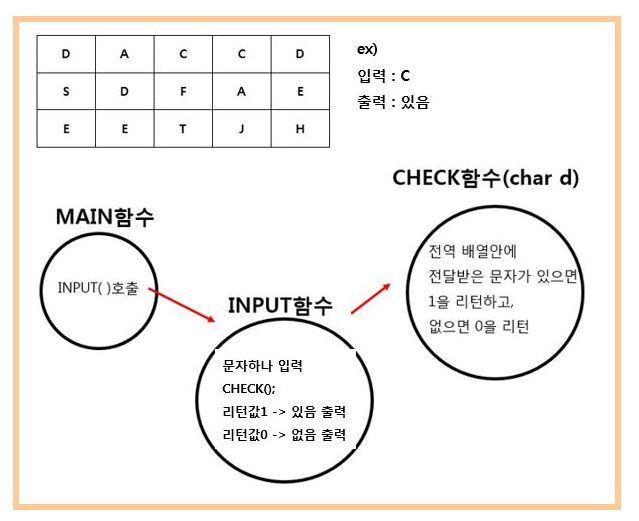 D A C C D
S D F A E
E E T J H
ex)
입력 : C
출력 : 있음
CHECK함수(char d)
전역 배열안에
전달받은 문자가 있으면
1을 리턴하고,
없으면 0을 리턴
MAIN함수
INPUT( )호출
INPUT함수
문자하나 입력
CHECK();
리턴값1 -> 있음 출력
리턴값0 -> 없음 출력